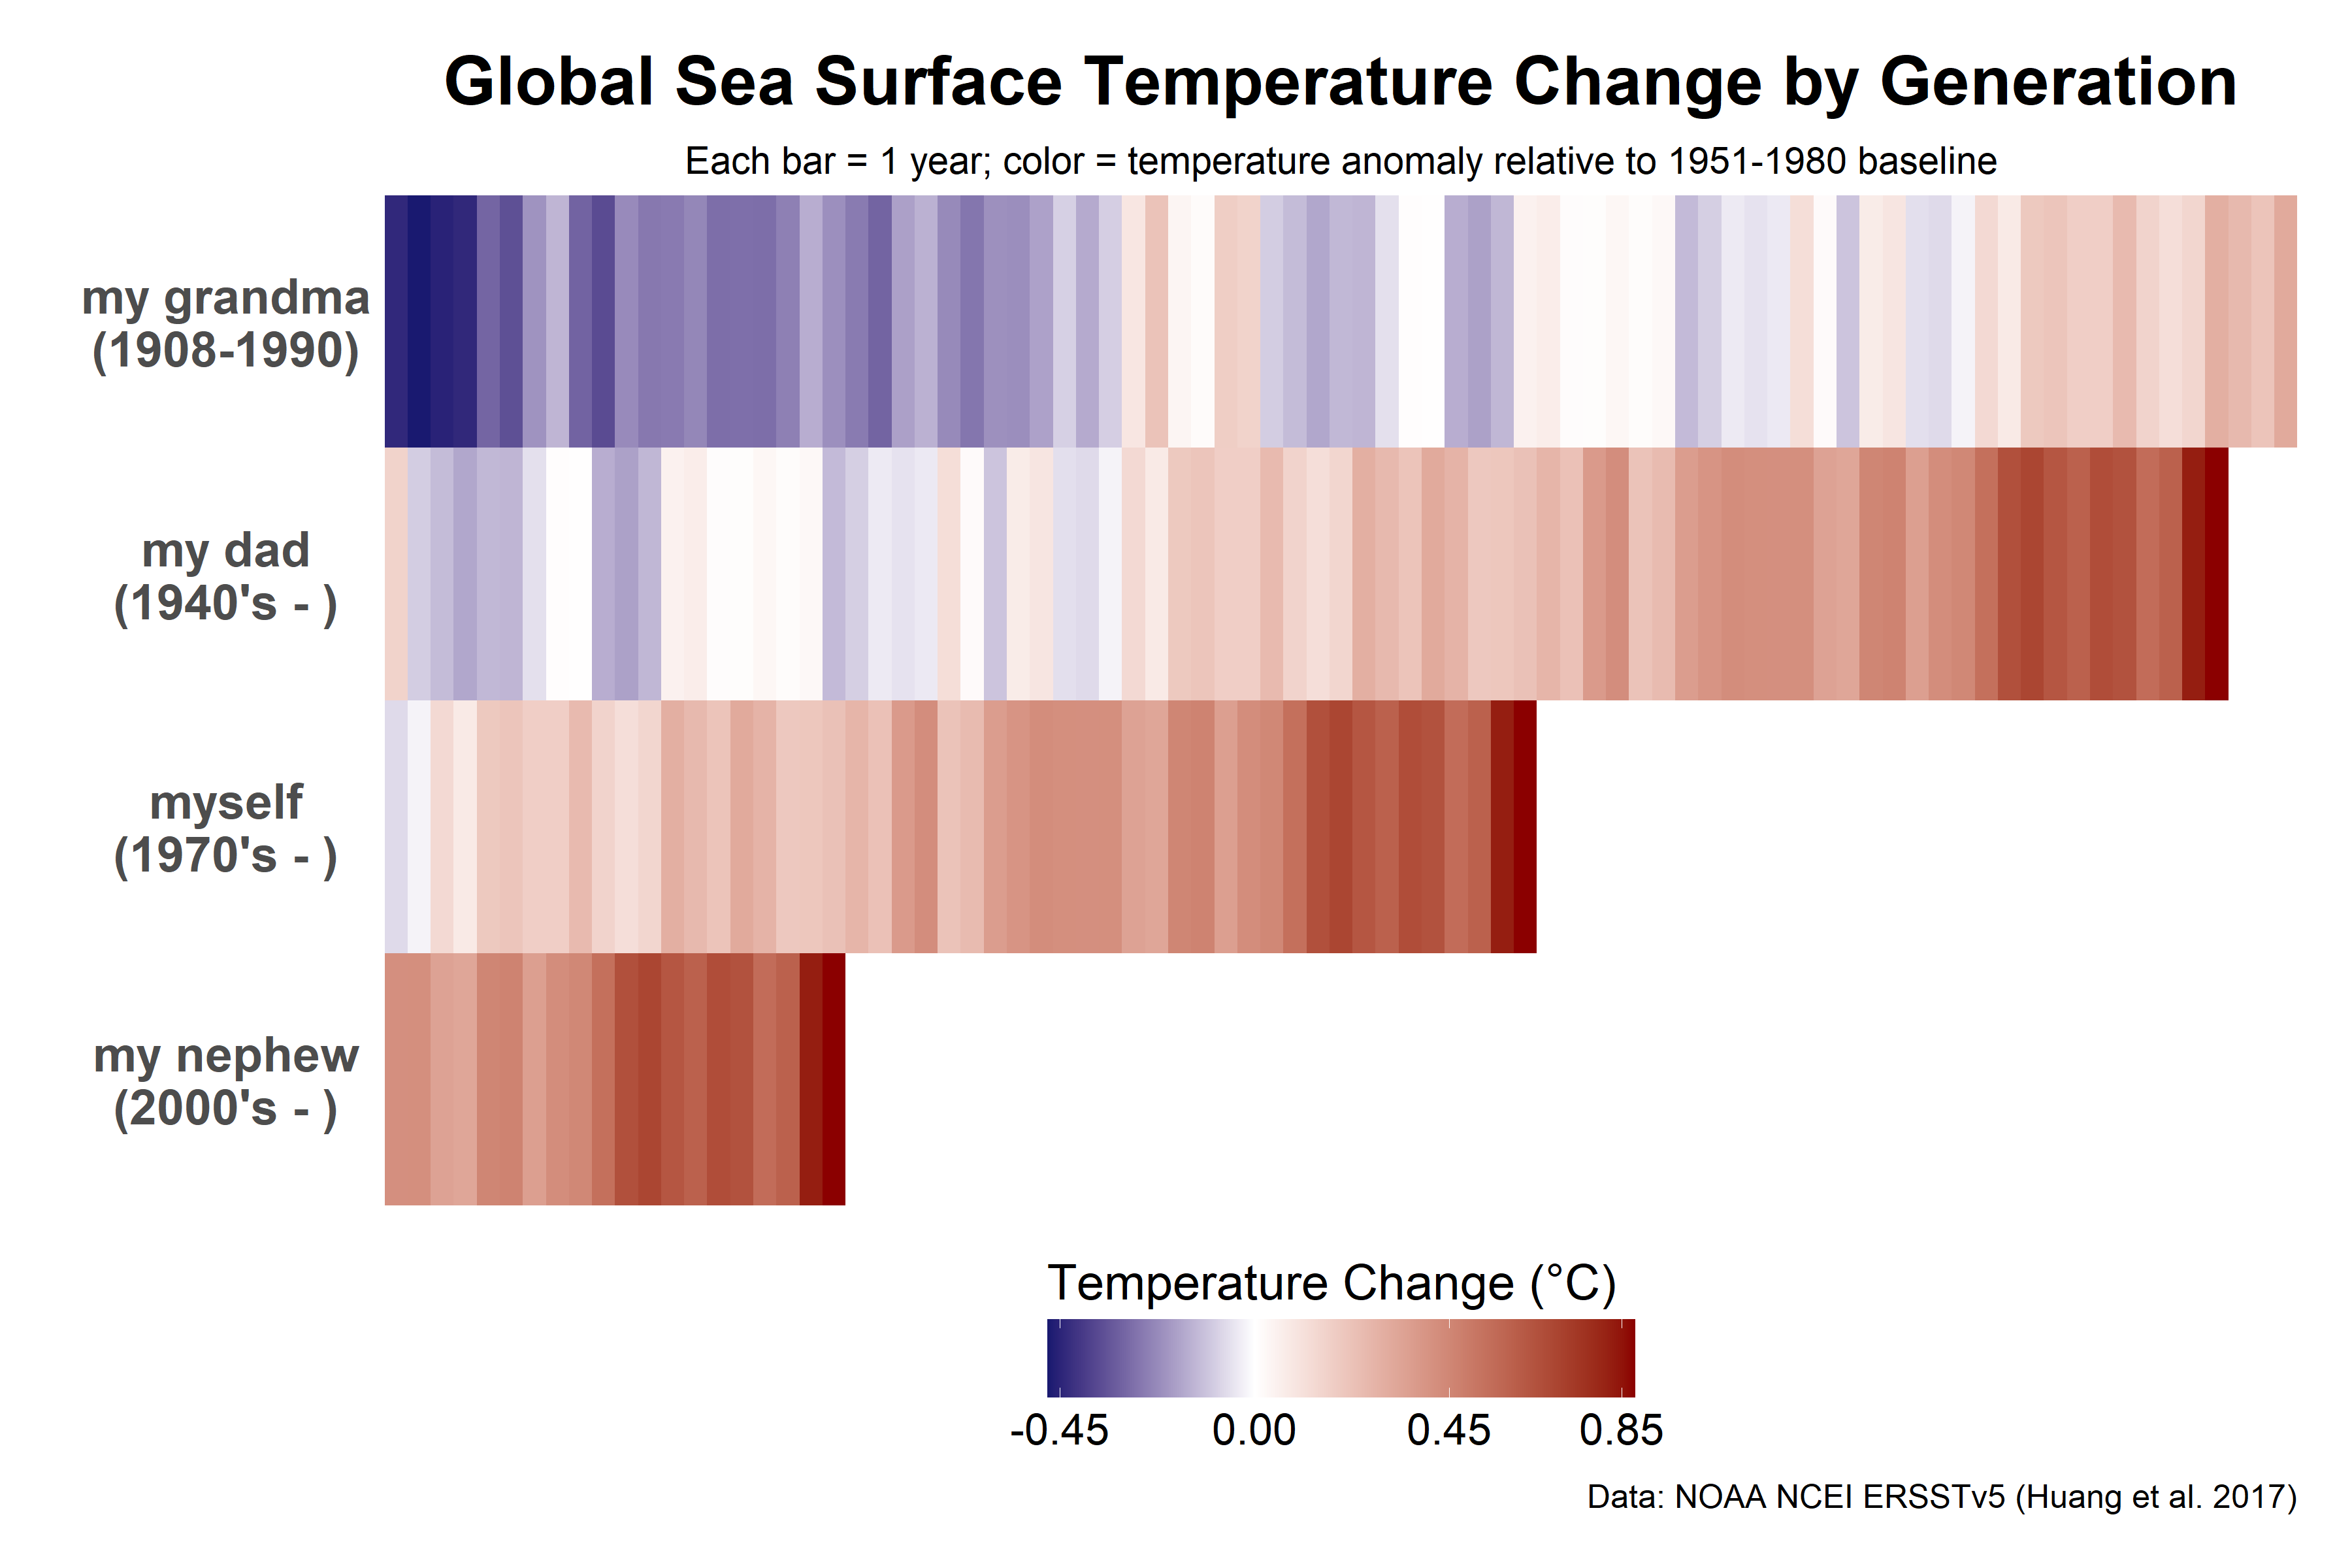 Global Sea Surface Temperature Change by Generation
Each bar = 1 year; color = temperature anomaly relative to 1951-1980 baseline
my grandma
(1908-1990)
my dad
(1940's - )
myself
(1970's - )
my nephew
(2000's - )
Temperature Change (°C)
-0.45 0.00 0.45 0.85
Data: NOAA NCEI ERSSTv5 (Huang et al. 2017)